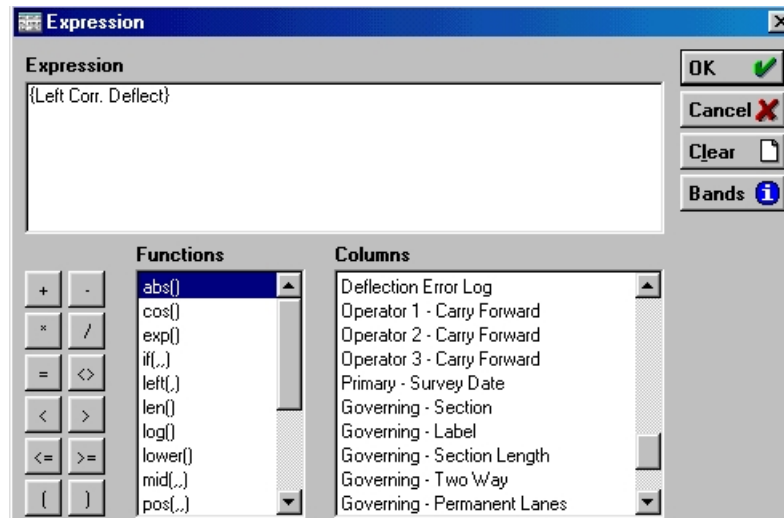 Expression
Expression
{Left Corr. Deflect}
OK
Cancel
Clear
Bands
Functions
Columns
+ -
* /
= <>
< >
<= >=
( )
abs()
cos()
exp()
if(,,)
left(,)
len()
log()
lower()
mid(,,)
pos(,,)
Deflection Error Log
Operator 1 - Carry Forward
Operator 2 - Carry Forward
Operator 3 - Carry Forward
Primary - Survey Date
Governing - Section
Governing - Label
Governing - Section Length
Governing - Two Way
Governing - Permanent Lanes